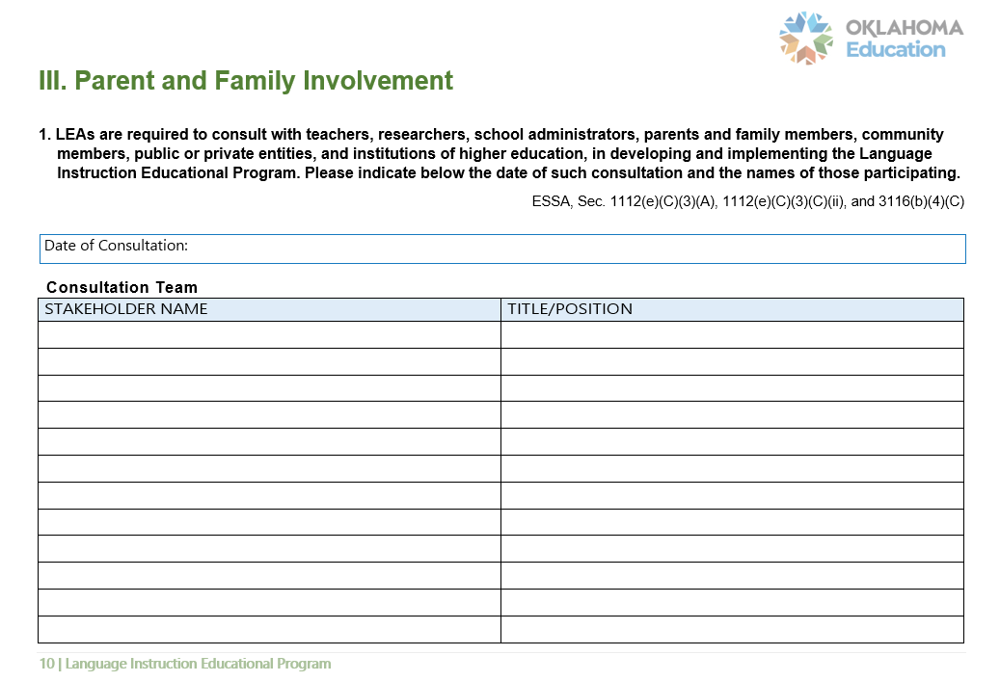 OKLAHOMA
Education
III. Parent and Family Involvement
1. LEAs are required to consult with teachers, researchers, school administrators, parents and family members, community
members, public or private entities, and institutions of higher education, in developing and implementing the Language
Instruction Educational Program. Please indicate below the date of such consultation and the names of those participating.
ESSA, Sec. 1112(e)(C)(3)(A), 1112(e)(C)(3)(C)(ii), and 3116(b)(4)(C)
Date of Consultation:
Consultation Team
STAKEHOLDER NAME TITLE/POSITION
10 | Language Instruction Educational Program